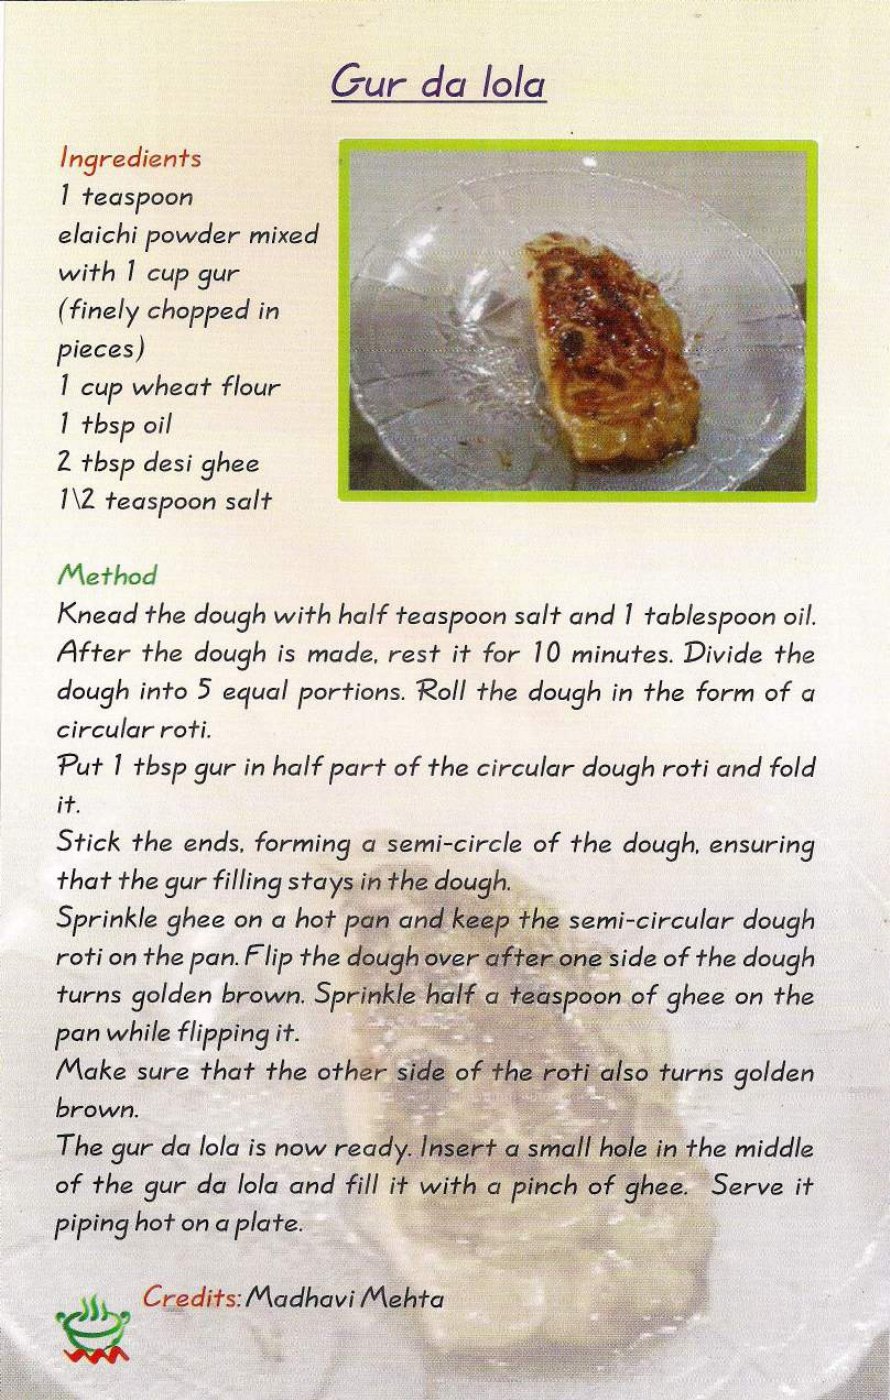 Gur da lola
Ingredients
1 teaspoon
elaichi powder mixed
with 1 cup gur
(finely chopped in
pieces)
1 cup wheat flour
1 tbsp oil
2 tbsp desi ghee
1\2 teaspoon salt
Method
Knead the dough with half teaspoon salt and 1 tablespoon oil.
After the dough is made, rest it for 10 minutes. Divide the
dough into 5 equal portions. Roll the dough in the form of a
circular roti.
Put 1 tbsp gur in half part of the circular dough roti and fold
it.
Stick the ends, forming a semi-circle of the dough, ensuring
that the gur filling stays in the dough.
Sprinkle ghee on a hot pan and keep the semi-circular dough
roti on the pan. Flip the dough over after one side of the dough
turns golden brown. Sprinkle half a teaspoon of ghee on the
pan while flipping it.
Make sure that the other side of the roti also turns golden
brown.
The gur da lola is now ready. Insert a small hole in the middle
of the gur da lola and fill it with a pinch of ghee. Serve it
piping hot on a plate.
Credits: Madhavi Mehta